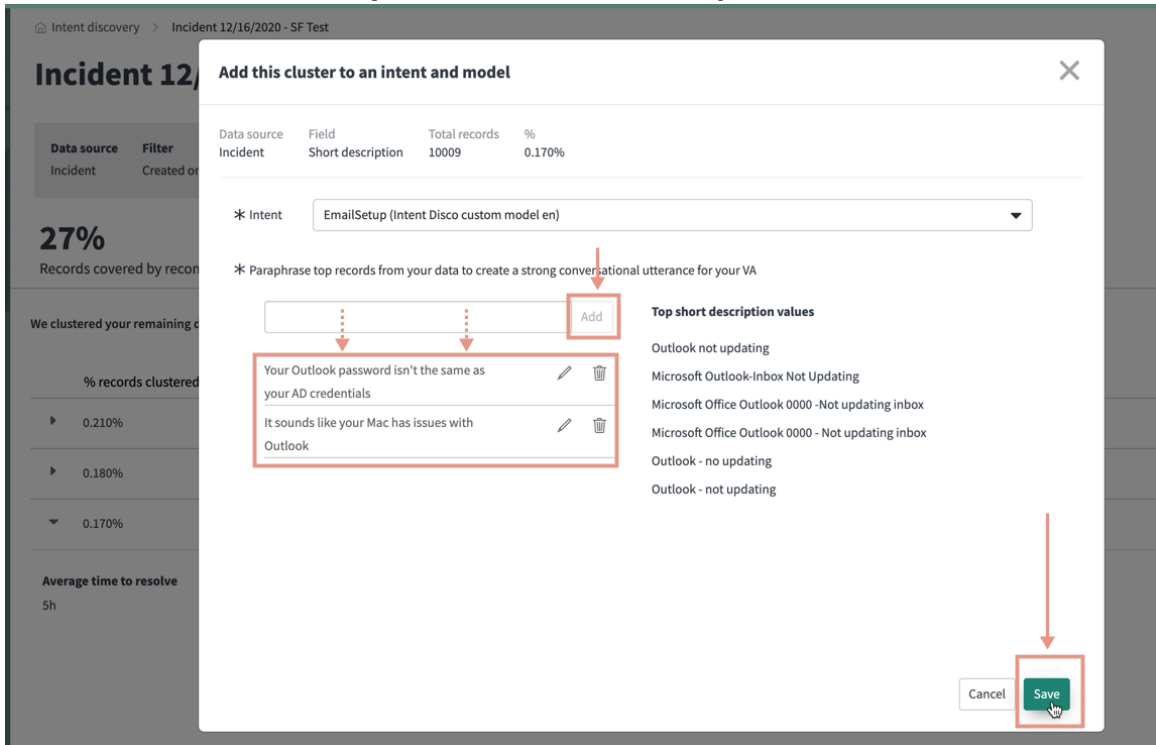 Intent discovery > Incident 12/16/2020 - SF Test
Incident 12/
Data source Filter
Incident Created on
27%
Records covered by recon
We clustered your remaining c
% records clustered
0.210%
0.180%
0.170%
Average time to resolve
5h
Add this cluster to an intent and model
Data source Field Total records %
Incident Short description 10009 0.170%
* Intent EmailSetup (Intent Disco custom model en)
* Paraphrase top records from your data to create a strong conversational utterance for your VA
Add
Your Outlook password isn't the same as
your AD credentials
It sounds like your Mac has issues with
Outlook
Top short description values
Outlook not updating
Microsoft Outlook-Inbox Not Updating
Microsoft Office Outlook 0000 -Not updating inbox
Microsoft Office Outlook 0000 - Not updating inbox
Outlook - no updating
Outlook - not updating
Cancel Save